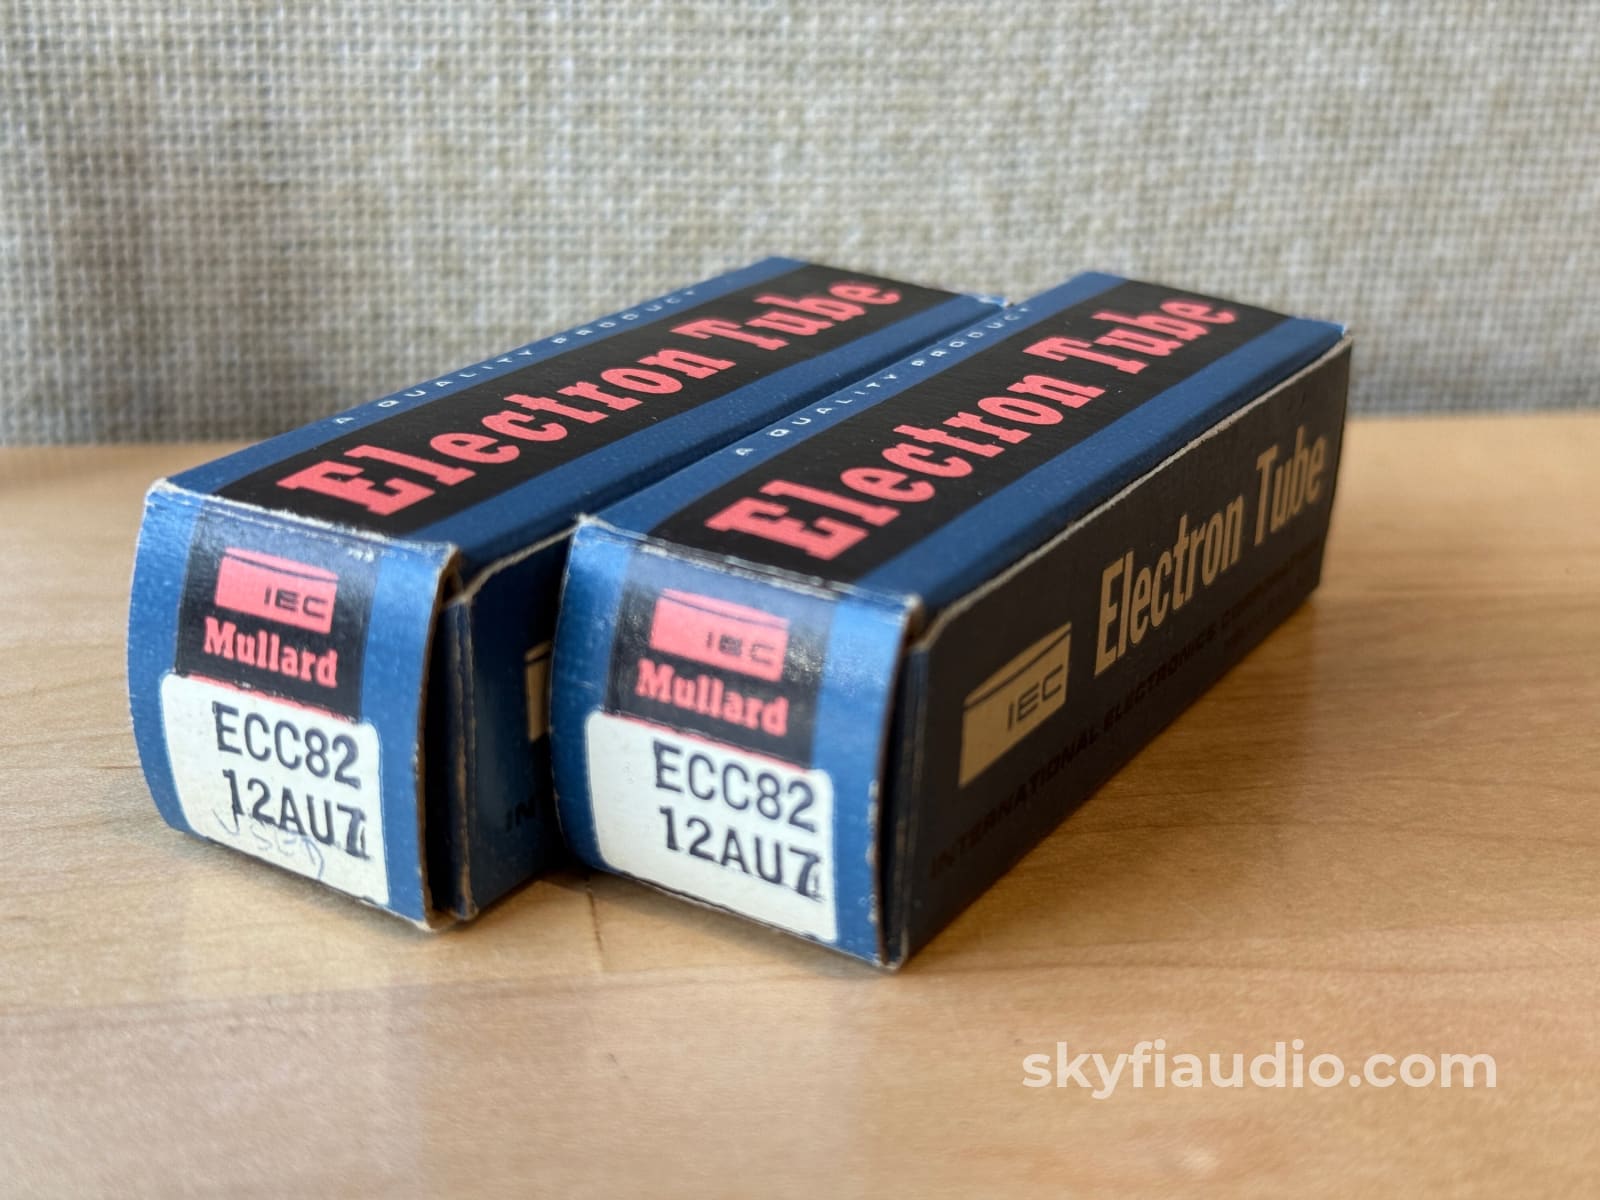 A QUALITY PRODUCT
Electron Tube
IEC
Mullard
ECC82
12AU7
USED
A QUALITY PRODUCT
Electron Tube
IEC
Mullard
ECC82
12AU7
Electron Tube
IEC
INTERNATIONAL ELECTRONICS
skyfiaudio.com